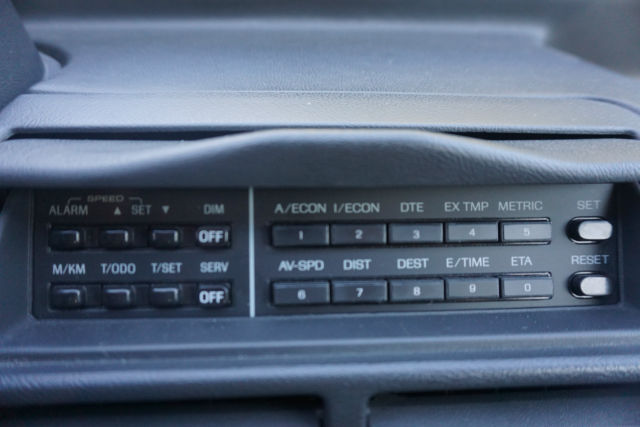 SPEED
ALARM ▲ SET ▼ DIM
OFF
M/KM T/ODO T/SET SERV
OFF
A/ECON I/ECON DTE EX TMP METRIC SET
1 2 3 4 5
AV-SPD DIST DEST E/TIME ETA RESET
6 7 8 9 0